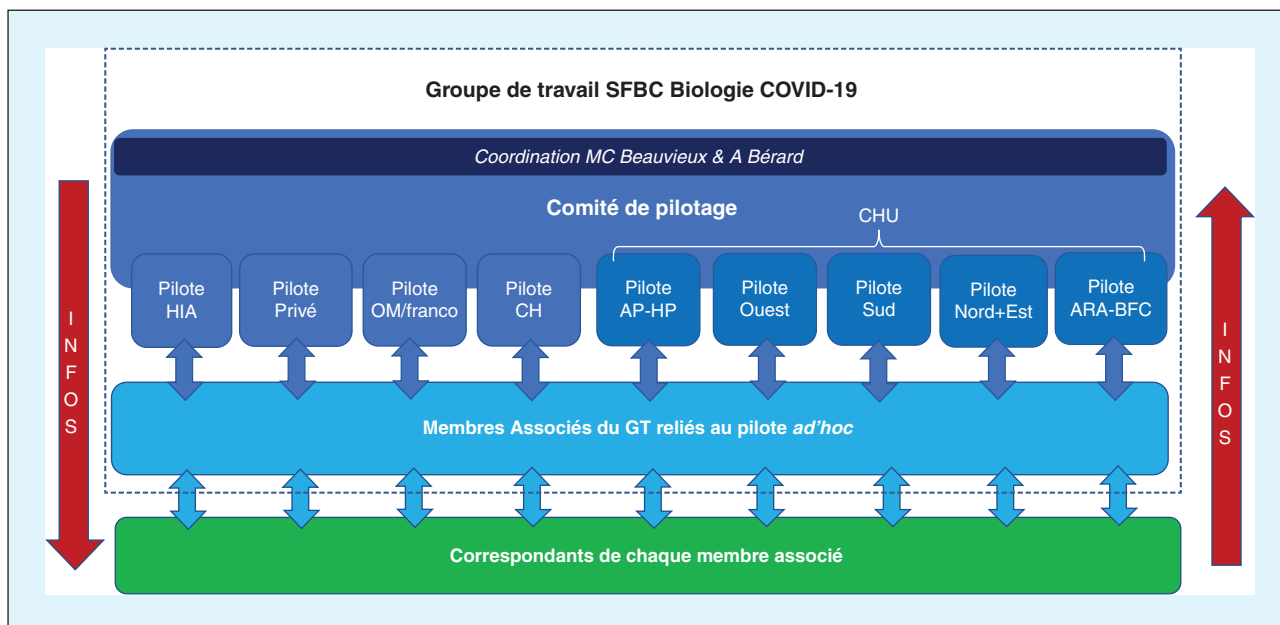 Groupe de travail SFBC Biologie COVID-19
Coordination MC Beauvieux & A Bérard
Comité de pilotage
CHU
Pilote
HIA
Pilote
Privé
Pilote
OM/franco
Pilote
CH
Pilote
AP-HP
Pilote
Ouest
Pilote
Sud
Pilote
Nord+Est
Pilote
ARA-BFC
INFOS
INFOS
Membres Associés du GT reliés au pilote ad'hoc
Correspondants de chaque membre associé